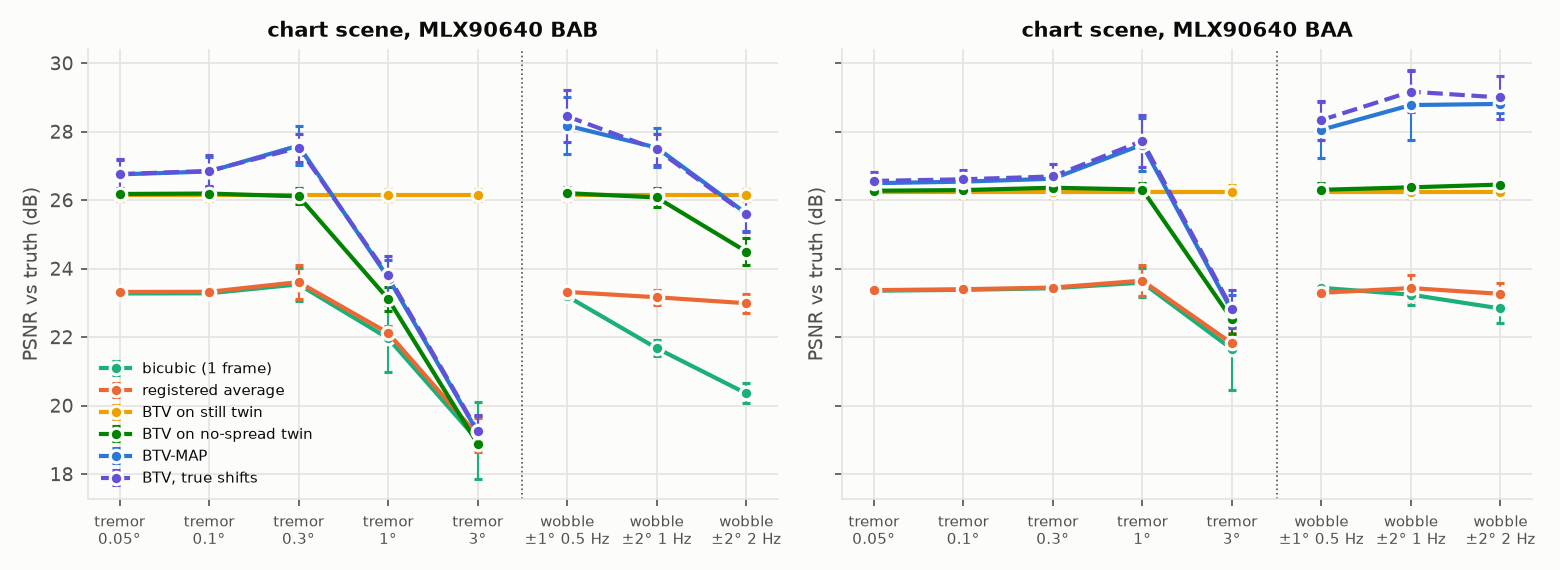 chart scene, MLX90640 BAB
PSNR vs truth (dB)
30
28
26
24
22
20
18
bicubic (1 frame)
registered average
BTV on still twin
BTV on no-spread twin
BTV-MAP
BTV, true shifts
tremor
0.05°
tremor
0.1°
tremor
0.3°
tremor
1°
tremor
3°
wobble
±1° 0.5 Hz
wobble
±2° 1 Hz
wobble
±2° 2 Hz
chart scene, MLX90640 BAA
PSNR vs truth (dB)
tremor
0.05°
tremor
0.1°
tremor
0.3°
tremor
1°
tremor
3°
wobble
±1° 0.5 Hz
wobble
±2° 1 Hz
wobble
±2° 2 Hz